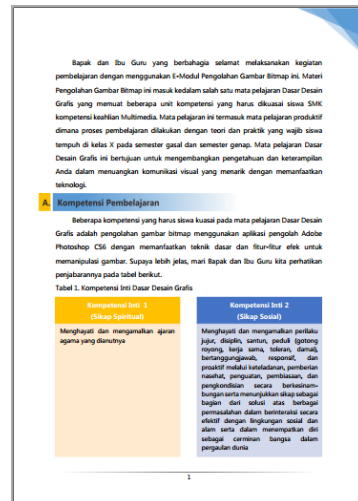 Bapak dan Ibu Guru yang berbahagia selamat melaksanakan kegiatan
pembelajaran dengan menggunakan E-Modul Pengolahan Gambar Bitmap ini. Materi
Pengolahan Gambar Bitmap ini masuk kedalam salah satu mata pelajaran Dasar Desain
Grafis yang memuat beberapa unit kompetensi yang harus dikuasai siswa SMK
kompetensi keahlian Multimedia. Mata pelajaran ini termasuk mata pelajaran produktif
dimana proses pembelajaran dilakukan dengan teori dan praktik yang wajib siswa
tempuh di kelas X pada semester gasal dan semester genap. Mata pelajaran Dasar
Desain Grafis ini bertujuan untuk mengembangkan pengetahuan dan keterampilan
Anda dalam menuangkan komunikasi visual yang menarik dengan memanfaatkan
teknologi.
A. Kompetensi Pembelajaran
Beberapa kompetensi yang harus siswa kuasai pada mata pelajaran Dasar Desain
Grafis adalah pengolahan gambar bitmap menggunakan aplikasi pengolah Adobe
Photoshop CS6 dengan memanfaatkan teknik dasar dan fitur-fitur efek untuk
memanipulasi gambar. Supaya lebih jelas, mari Bapak dan Ibu Guru kita perhatikan
penjabarannya pada tabel berikut.
Tabel 1. Kompetensi Inti Dasar Desain Grafis
Kompetensi Inti 1
(Sikap Spiritual)
Menghayati dan mengamalkan ajaran
agama yang dianutnya
Kompetensi Inti 2
(Sikap Sosial)
Menghayati dan mengamalkan perilaku
jujur, disiplin, santun, peduli (gotong
royong, kerja sama, toleran, damai),
bertanggungjawab, responsif, dan
proaktif melalui keteladanan, pemberian
nasehat, penguatan, pembiasaan, dan
pengkondisian secara berkesinam-
bungan serta menunjukkan sikap sebagai
bagian dari solusi atas berbagai
permasalahan dalam berinteraksi secara
efektif dengan lingkungan sosial dan
alam serta dalam menempatkan diri
sebagai cerminan bangsa dalam
pergaulan dunia
1